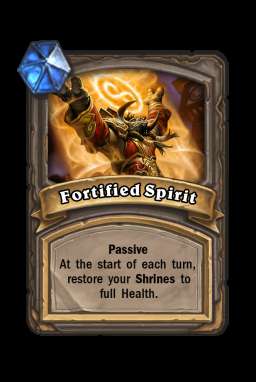 Fortified Spirit
Passive
At the start of each turn,
restore your Shrines to
full Health.